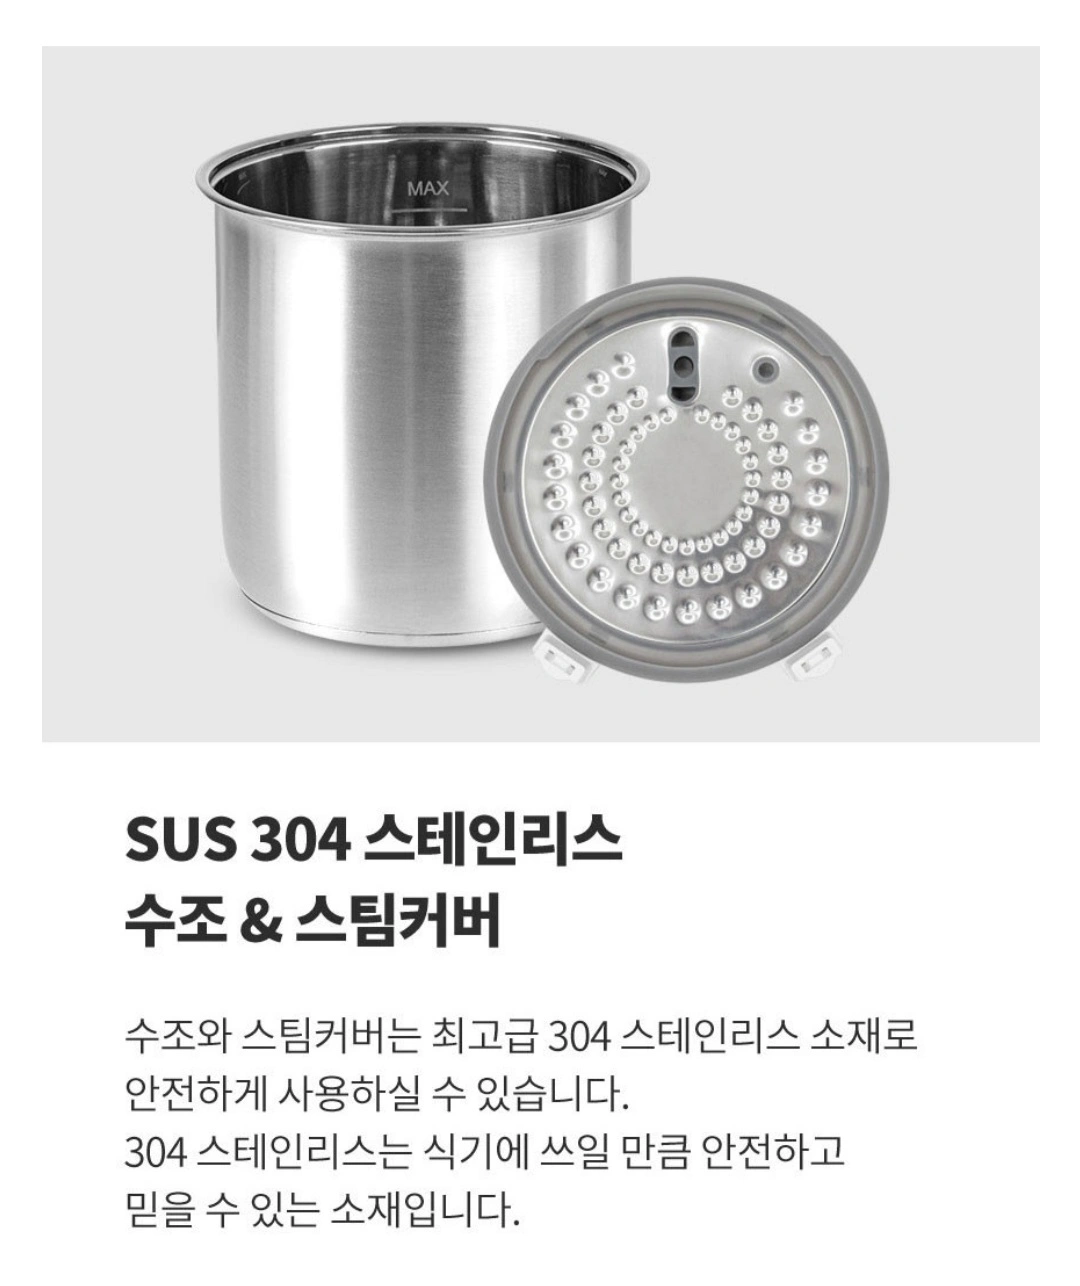 MAX
SUS 304 스테인리스
수조 & 스팀커버
수조와 스팀커버는 최고급 304 스테인리스 소재로
안전하게 사용하실 수 있습니다.
304 스테인리스는 식기에 쓰일 만큼 안전하고
믿을 수 있는 소재입니다.